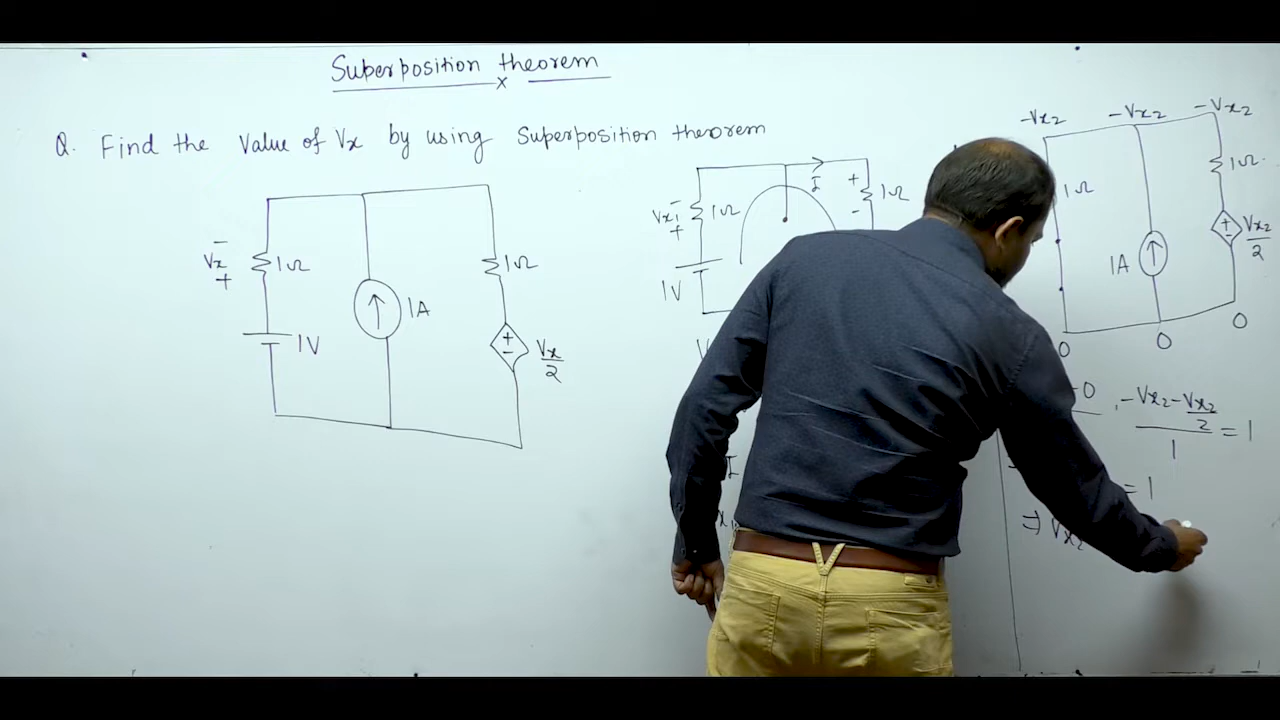 Superposition theorem
x
Q. Find the Value of Vx by using Superposition theorem
-
Vx
+
1Ω
1V
1A
1Ω
+
-
Vx/2
-
Vx1
+
1Ω
1V
I
+
-
1Ω
I
-Vx2 -Vx2 -Vx2
1Ω
1A
1Ω
+
-
Vx2/2
0 0 0
-0
-Vx2-Vx2/2
1
=1
=1
⇒ Vx2